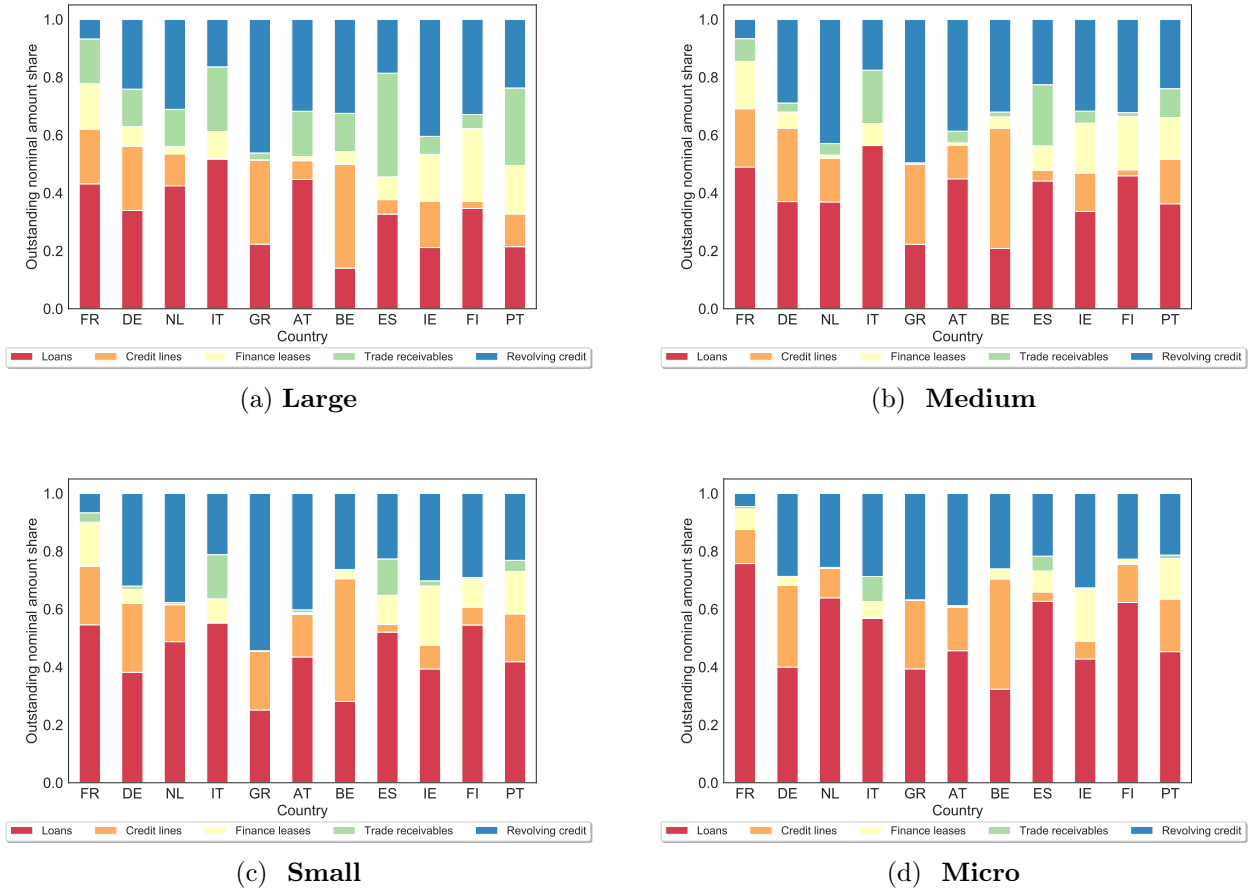 Outstanding nominal amount share
1.0
0.8
0.6
0.4
0.2
0.0
FR DE NL IT GR AT BE ES IE FI PT
Country
Loans Credit lines Finance leases Trade receivables Revolving credit
(a) Large
Outstanding nominal amount share
1.0
0.8
0.6
0.4
0.2
0.0
FR DE NL IT GR AT BE ES IE FI PT
Country
Loans Credit lines Finance leases Trade receivables Revolving credit
(b) Medium
Outstanding nominal amount share
1.0
0.8
0.6
0.4
0.2
0.0
FR DE NL IT GR AT BE ES IE FI PT
Country
Loans Credit lines Finance leases Trade receivables Revolving credit
(c) Small
Outstanding nominal amount share
1.0
0.8
0.6
0.4
0.2
0.0
FR DE NL IT GR AT BE ES IE FI PT
Country
Loans Credit lines Finance leases Trade receivables Revolving credit
(d) Micro